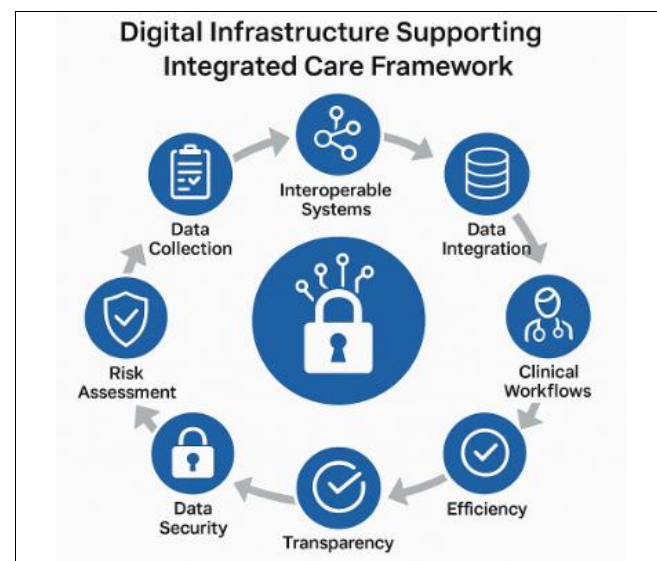 Digital Infrastructure Supporting
Integrated Care Framework
Interoperable
Systems
Data
Collection
Data
Integration
Risk
Assessment
Clinical
Workflows
Data
Security
Efficiency
Transparency